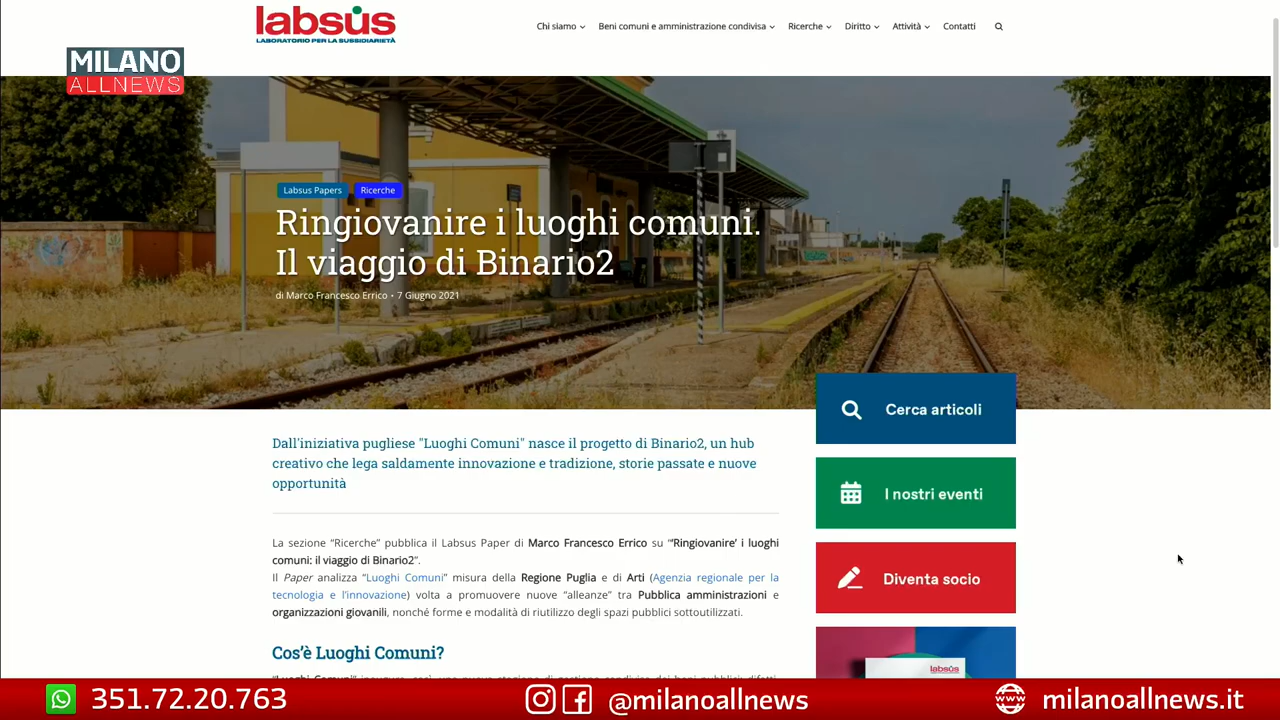 labsus
LABORATORIO PER LA SUSSIDIARIETÀ
Chi siamo
Beni comuni e amministrazione condivisa
Ricerche
Diritto
Attività
Contatti
MILANO
ALLNEWS
Labsus Papers
Ricerche
Ringiovanire i luoghi comuni.
Il viaggio di Binario2
di Marco Francesco Errico • 7 Giugno 2021
Cerca articoli
I nostri eventi
Diventa socio
labsus
Dall'iniziativa pugliese "Luoghi Comuni" nasce il progetto di Binario2, un hub
creativo che lega saldamente innovazione e tradizione, storie passate e nuove
opportunità
La sezione “Ricerche” pubblica il Labsus Paper di Marco Francesco Errico su “‘Ringiovanire’ i luoghi
comuni: il viaggio di Binario2”.
Il Paper analizza “Luoghi Comuni” misura della Regione Puglia e di Arti (Agenzia regionale per la
tecnologia e l’innovazione) volta a promuovere nuove “alleanze” tra Pubblica amministrazioni e
organizzazioni giovanili, nonché forme e modalità di riutilizzo degli spazi pubblici sottoutilizzati.
Cos’è Luoghi Comuni?
351.72.20.763
@milanoallnews
milanoallnews.it